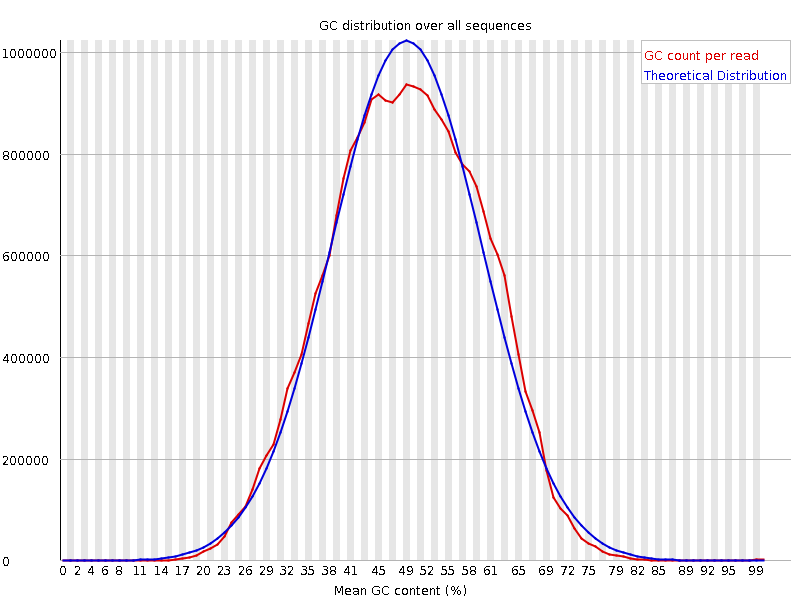 GC distribution over all sequences
GC count per read
Theoretical Distribution
1000000
800000
600000
400000
200000
0
0 2 4 6 8 11 14 17 20 23 26 29 32 35 38 41 45 49 52 55 58 61 65 69 72 75 79 82 85 89 92 95 99
Mean GC content (%)